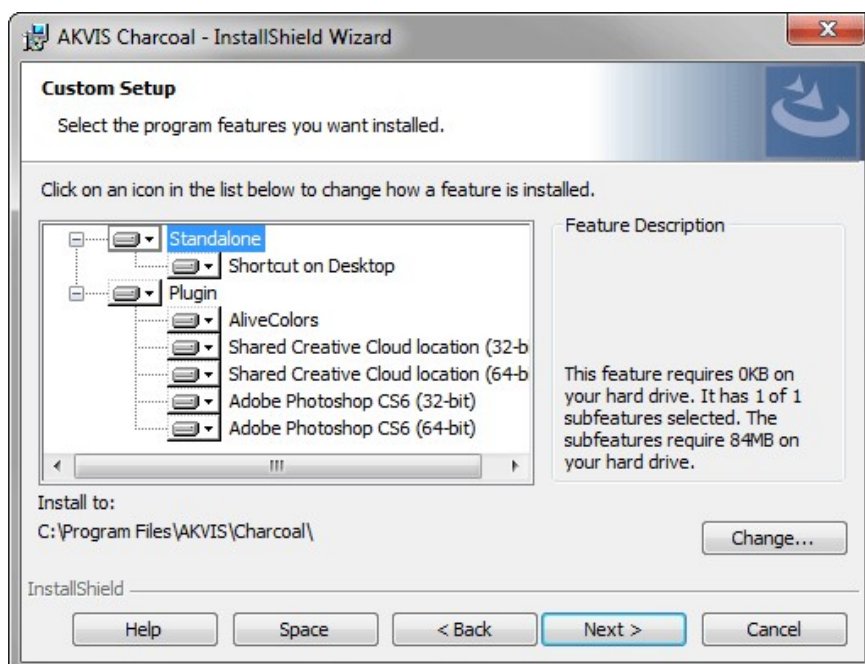 AKVIS Charcoal - InstallShield Wizard
Custom Setup
Select the program features you want installed.
Click on an icon in the list below to change how a feature is installed.
Standalone
Shortcut on Desktop
Plugin
AliveColors
Shared Creative Cloud location (32-b
Shared Creative Cloud location (64-b
Adobe Photoshop CS6 (32-bit)
Adobe Photoshop CS6 (64-bit)
Feature Description
This feature requires 0KB on
your hard drive. It has 1 of 1
subfeatures selected. The
subfeatures require 84MB on
your hard drive.
Install to:
C:\Program Files\AKVIS\Charcoal\
Change...
InstallShield
Help
Space
< Back
Next >
Cancel